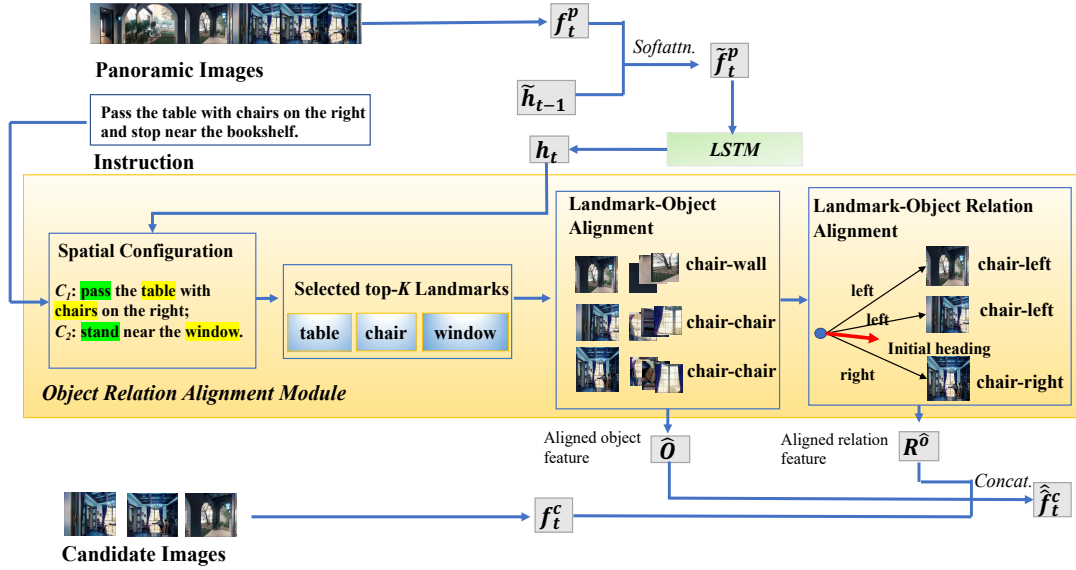 f_t^p
Softattn.
f̃_t^p
Panoramic Images
h̃_{t−1}
Pass the table with chairs on the right
and stop near the bookshelf.
Instruction
h_t
LSTM
Spatial Configuration
C₁: pass the table with
chairs on the right;
C₂: stand near the window.
Selected top-K Landmarks
table
chair
window
Landmark-Object
Alignment
chair-wall
chair-chair
chair-chair
Landmark-Object Relation
Alignment
left
chair-left
left
chair-left
Initial heading
right
chair-right
Object Relation Alignment Module
Aligned object
feature
Ô
Aligned relation
feature
R^ô
Concat.
f_t^c
f̂̂_t^c
Candidate Images